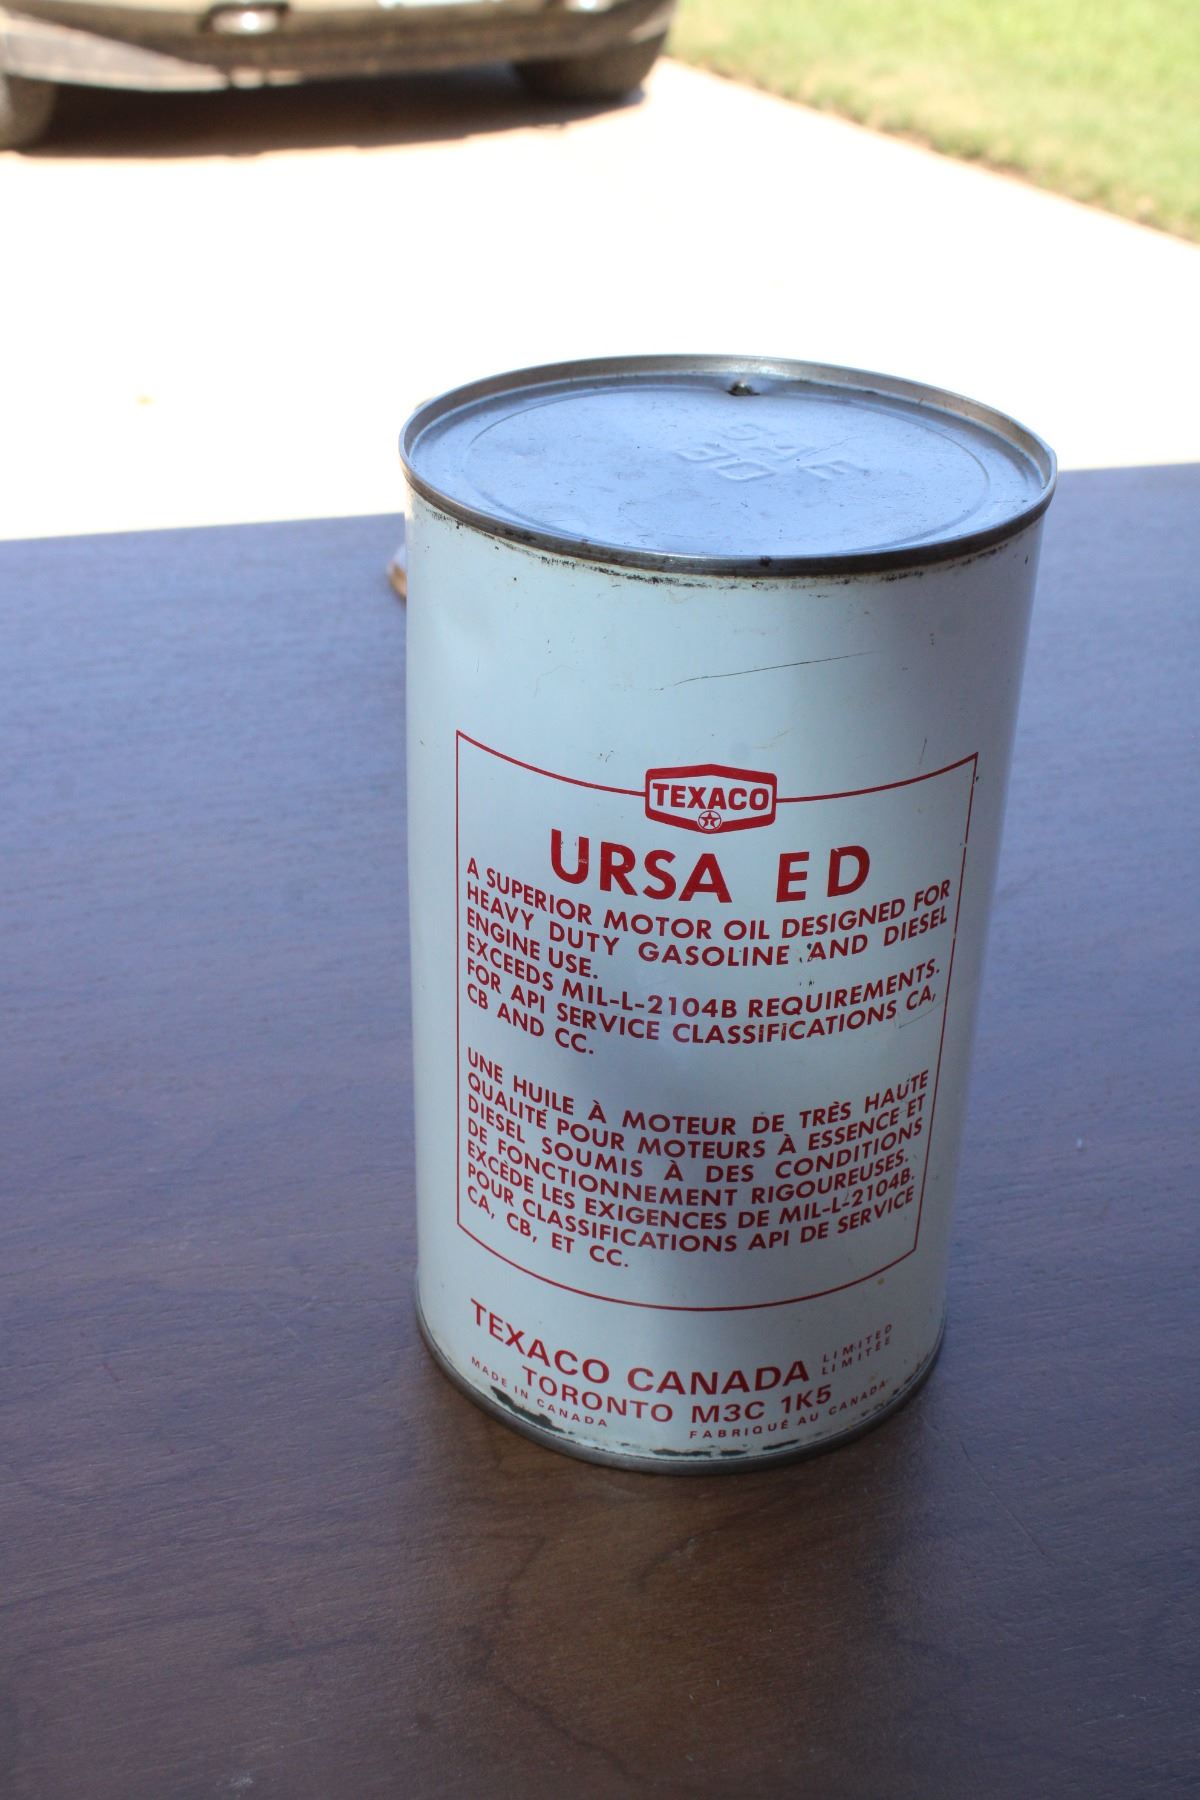 SAE
30
TEXACO
URSA ED
A SUPERIOR MOTOR OIL DESIGNED FOR
HEAVY DUTY GASOLINE AND DIESEL
ENGINE USE.
EXCEEDS MIL-L-2104B REQUIREMENTS.
FOR API SERVICE CLASSIFICATIONS CA,
CB AND CC.
UNE HUILE À MOTEUR DE TRÈS HAUTE
QUALITÉ POUR MOTEURS À ESSENCE ET
DIESEL SOUMIS À DES CONDITIONS
DE FONCTIONNEMENT RIGOUREUSES.
EXCÈDE LES EXIGENCES DE MIL-L-2104B.
POUR CLASSIFICATIONS API DE SERVICE
CA, CB, ET CC.
TEXACO CANADA LIMITED
LIMITÉE
TORONTO M3C 1K5
MADE IN CANADA
FABRIQUÉ AU CANADA